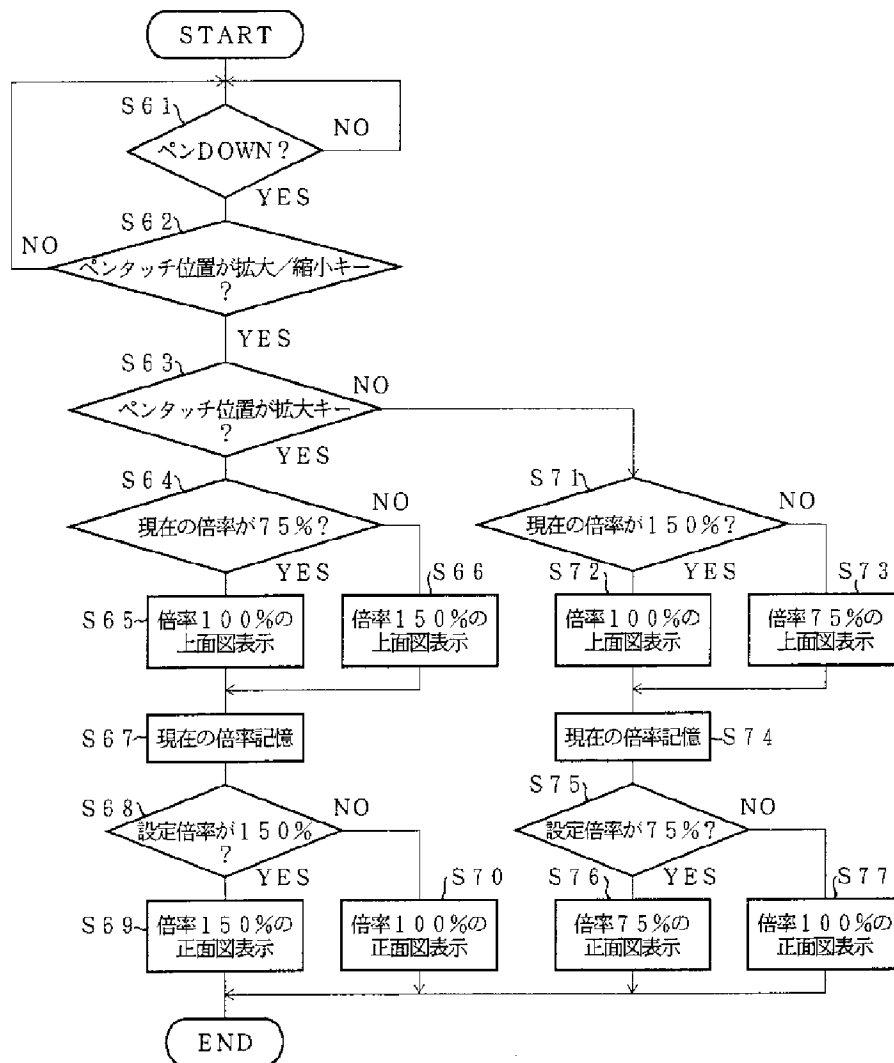 START
S61
ペンDOWN？
NO
YES
S62
NO
ペンタッチ位置が拡大／縮小キー
？
YES
S63
NO
ペンタッチ位置が拡大キー
？
YES
S64
現在の倍率が75%？
NO
YES
S71
現在の倍率が150%？
NO
YES
S65
倍率100%の
上面図表示
S66
倍率150%の
上面図表示
S72
倍率100%の
上面図表示
S73
倍率75%の
上面図表示
S67
現在の倍率記憶
現在の倍率記憶
S74
S68
設定倍率が150%
？
NO
YES
S75
設定倍率が75%？
NO
YES
S69
倍率150%の
正面図表示
S70
倍率100%の
正面図表示
S76
倍率75%の
正面図表示
S77
倍率100%の
正面図表示
END